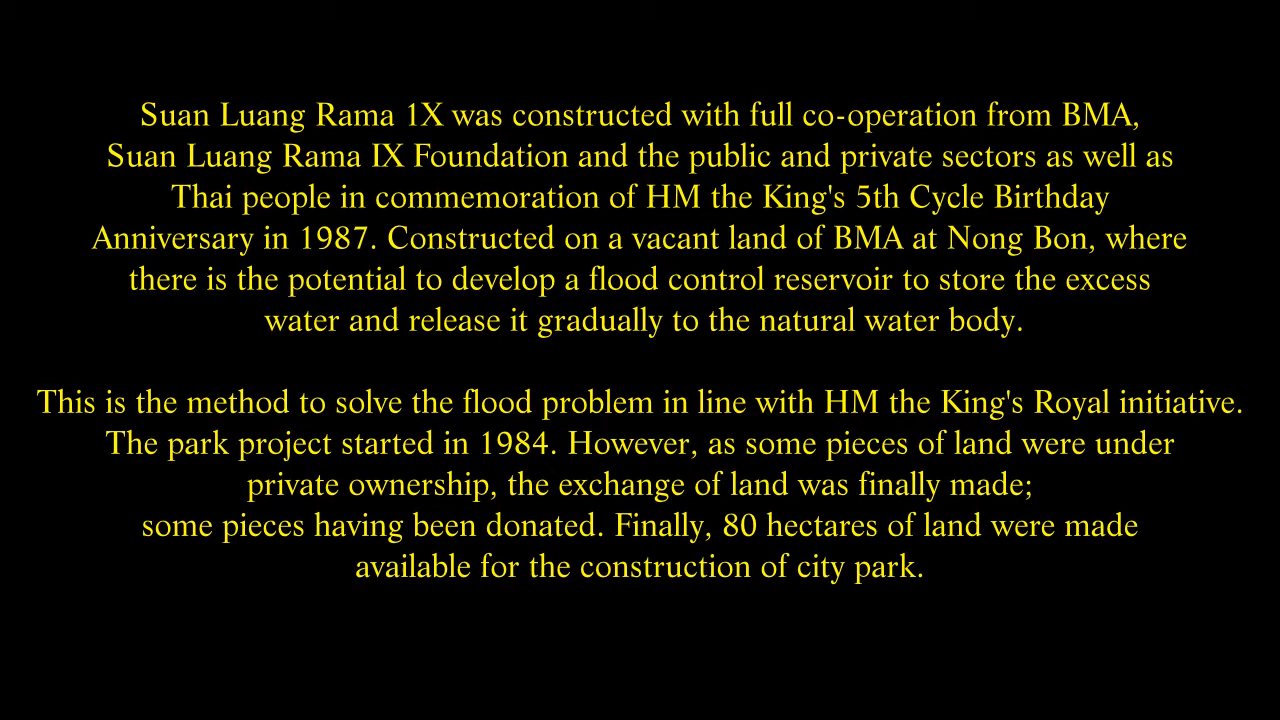 Suan Luang Rama 1X was constructed with full co-operation from BMA,
Suan Luang Rama IX Foundation and the public and private sectors as well as
Thai people in commemoration of HM the King's 5th Cycle Birthday
Anniversary in 1987. Constructed on a vacant land of BMA at Nong Bon, where
there is the potential to develop a flood control reservoir to store the excess
water and release it gradually to the natural water body.
This is the method to solve the flood problem in line with HM the King's Royal initiative.
The park project started in 1984. However, as some pieces of land were under
private ownership, the exchange of land was finally made;
some pieces having been donated. Finally, 80 hectares of land were made
available for the construction of city park.